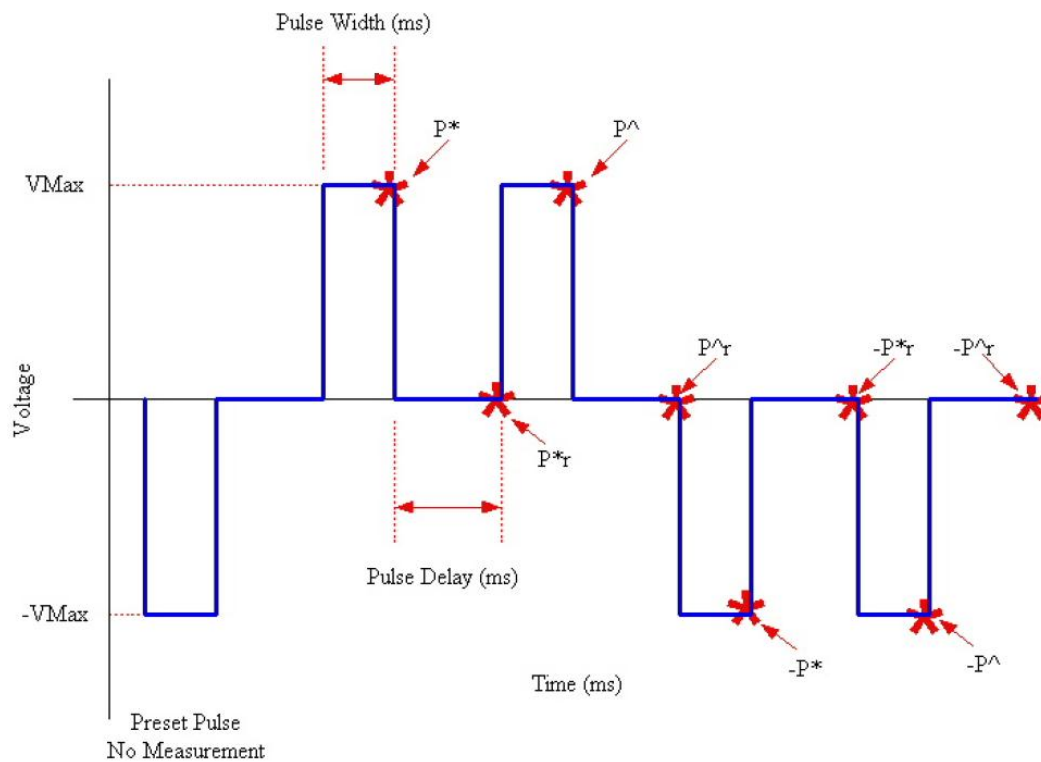 Pulse Width (ms)
P*
P^
VMax
P^r
-P*r
-P^r
Voltage
P*r
Pulse Delay (ms)
-VMax
-P*
-P^
Time (ms)
Preset Pulse
No Measurement